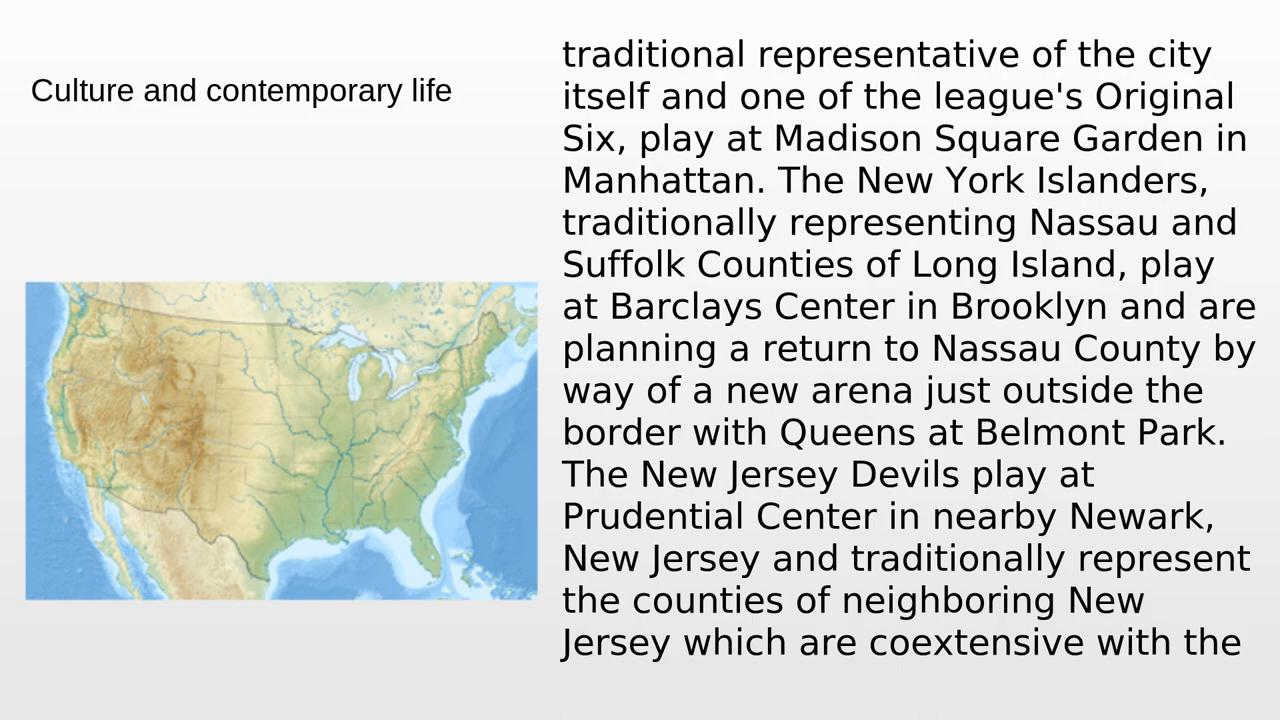 Culture and contemporary life
traditional representative of the city
itself and one of the league's Original
Six, play at Madison Square Garden in
Manhattan. The New York Islanders,
traditionally representing Nassau and
Suffolk Counties of Long Island, play
at Barclays Center in Brooklyn and are
planning a return to Nassau County by
way of a new arena just outside the
border with Queens at Belmont Park.
The New Jersey Devils play at
Prudential Center in nearby Newark,
New Jersey and traditionally represent
the counties of neighboring New
Jersey which are coextensive with the